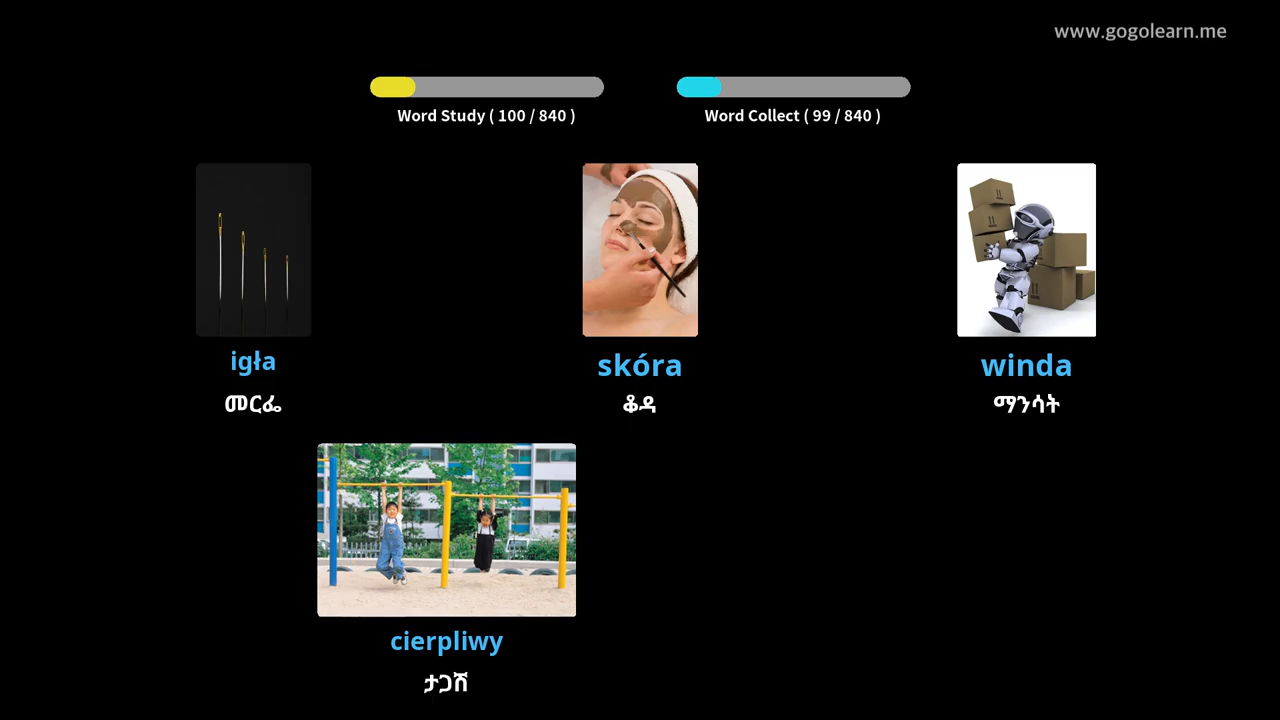 www.gogolearn.me
Word Study ( 100 / 840 )
Word Collect ( 99 / 840 )
igła
skóra
winda
መርፌ
ቆዳ
ማንሳት
cierpliwy
ታጋሽ